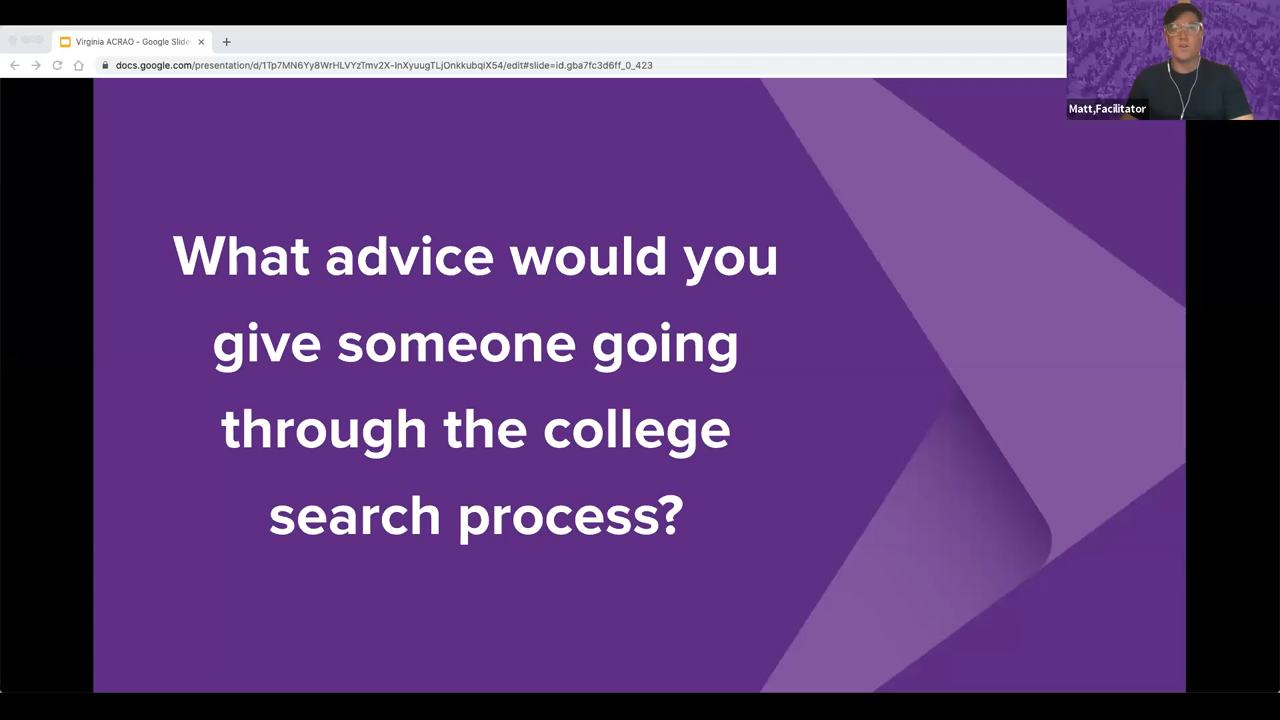 Virginia ACRAO - Google Slide
docs.google.com/presentation/d/1Tp7MN6Yy8WrHLVYzTmv2X-InXyuugTLjOnkkubqIX54/edit#slide=id.gba7fc3d6ff_0_423
Matt,Facilitator
What advice would you
give someone going
through the college
search process?